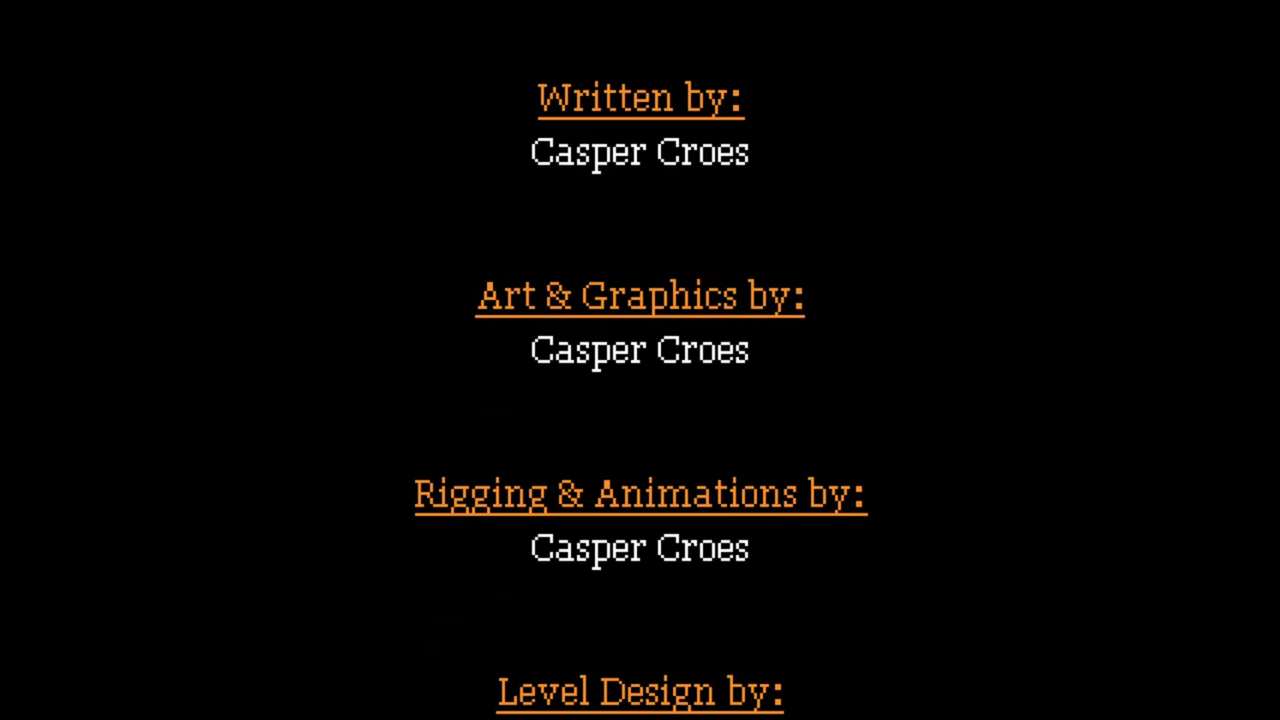 Written by:
Casper Croes
Art & Graphics by:
Casper Croes
Rigging & Animations by:
Casper Croes
Level Design by: